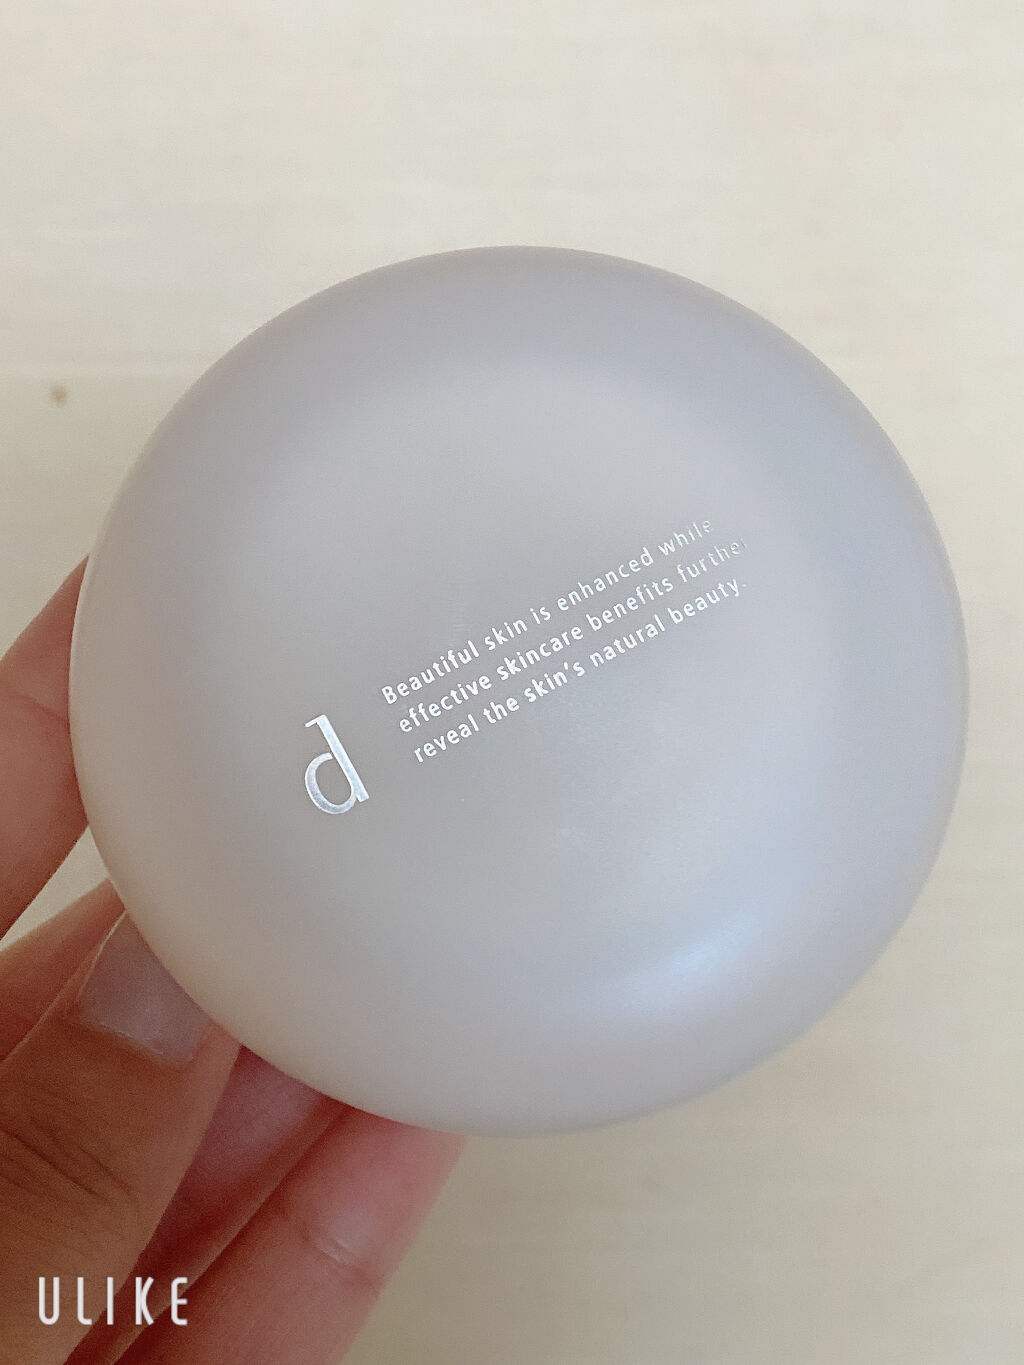 d
Beautiful skin is enhanced while
effective skincare benefits further
reveal the skin's natural beauty.
ULIKE